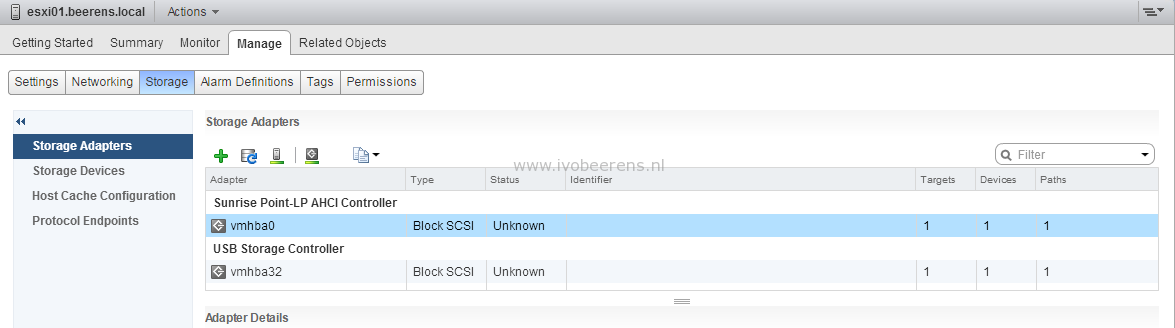 esxi01.beerens.local Actions
Getting Started Summary Monitor Manage Related Objects
Settings Networking Storage Alarm Definitions Tags Permissions
Storage Adapters
Storage Devices
Host Cache Configuration
Protocol Endpoints
Storage Adapters
www.ivobeerens.nl
Filter
Adapter Type Status Identifier Targets Devices Paths
Sunrise Point-LP AHCI Controller
vmhba0 Block SCSI Unknown 1 1 1
USB Storage Controller
vmhba32 Block SCSI Unknown 1 1 1
Adapter Details